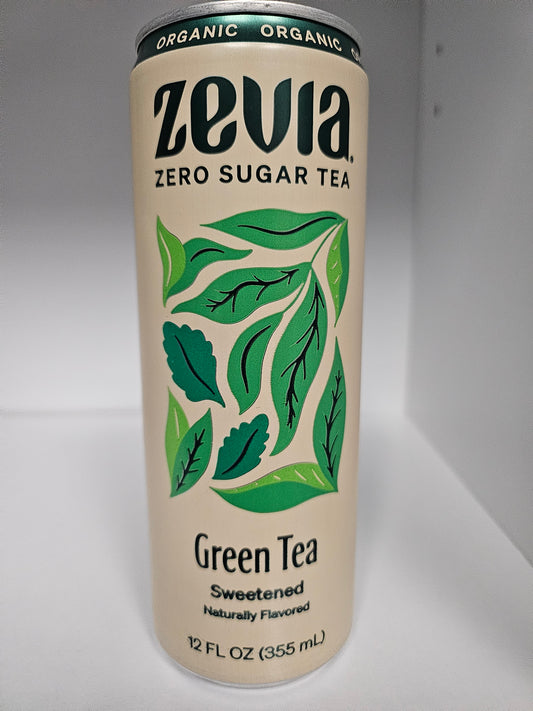 ORGANIC ORGANIC
zevia
ZERO SUGAR TEA
Green Tea
Sweetened
Naturally Flavored
12 FL OZ (355 mL)